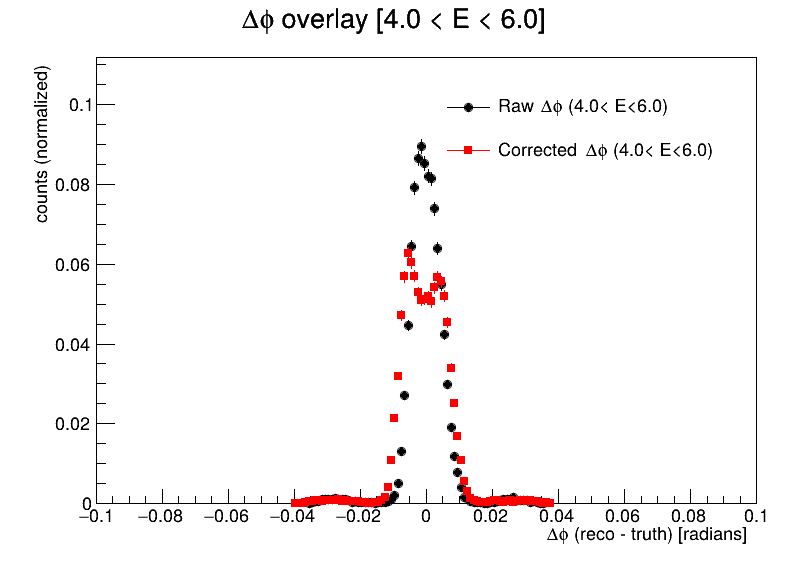 Δϕ overlay [4.0 < E < 6.0]
counts (normalized)
0.1
0.08
0.06
0.04
0.02
0
Raw Δϕ (4.0< E<6.0)
Corrected Δϕ (4.0< E<6.0)
−0.1 −0.08 −0.06 −0.04 −0.02 0 0.02 0.04 0.06 0.08 0.1
Δϕ (reco - truth) [radians]